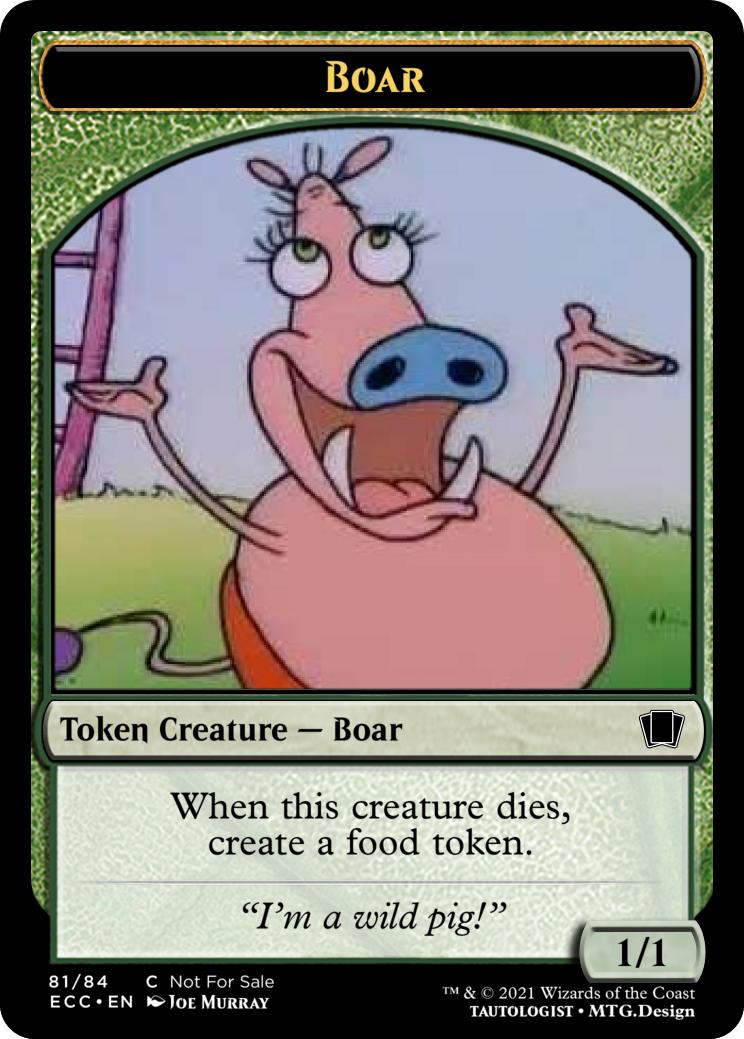 Boar
Token Creature — Boar
When this creature dies,
create a food token.
“I'm a wild pig!”
1/1
81/84 C Not For Sale
ECC • EN Joe Murray
™ & © 2021 Wizards of the Coast
TAUTOLOGIST • MTG.Design